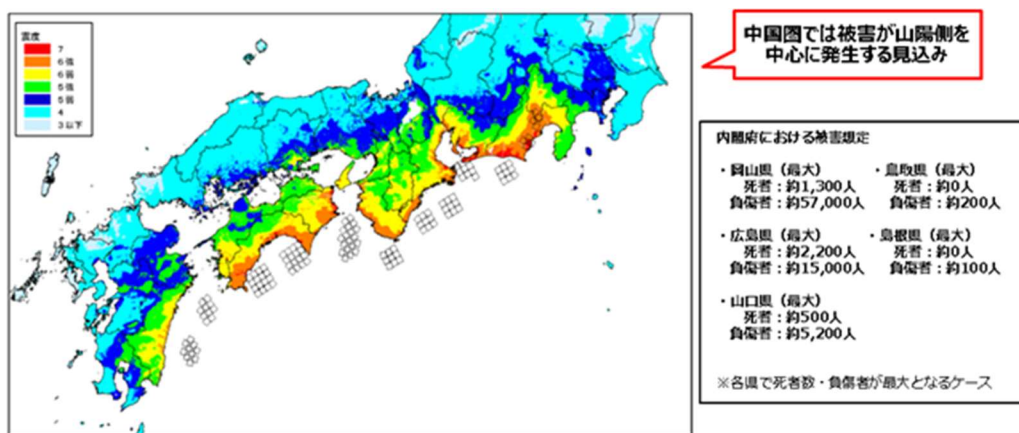 震度
7
6強
6弱
5強
5弱
4
3以下
中国圏では被害が山陽側を
中心に発生する見込み
内閣府における被害想定
・岡山県（最大）
死者：約1,300人
負傷者：約57,000人
・鳥取県（最大）
死者：約0人
負傷者：約200人
・広島県（最大）
死者：約2,200人
負傷者：約15,000人
・島根県（最大）
死者：約0人
負傷者：約100人
・山口県（最大）
死者：約500人
負傷者：約5,200人
※各県で死者数・負傷者が最大となるケース